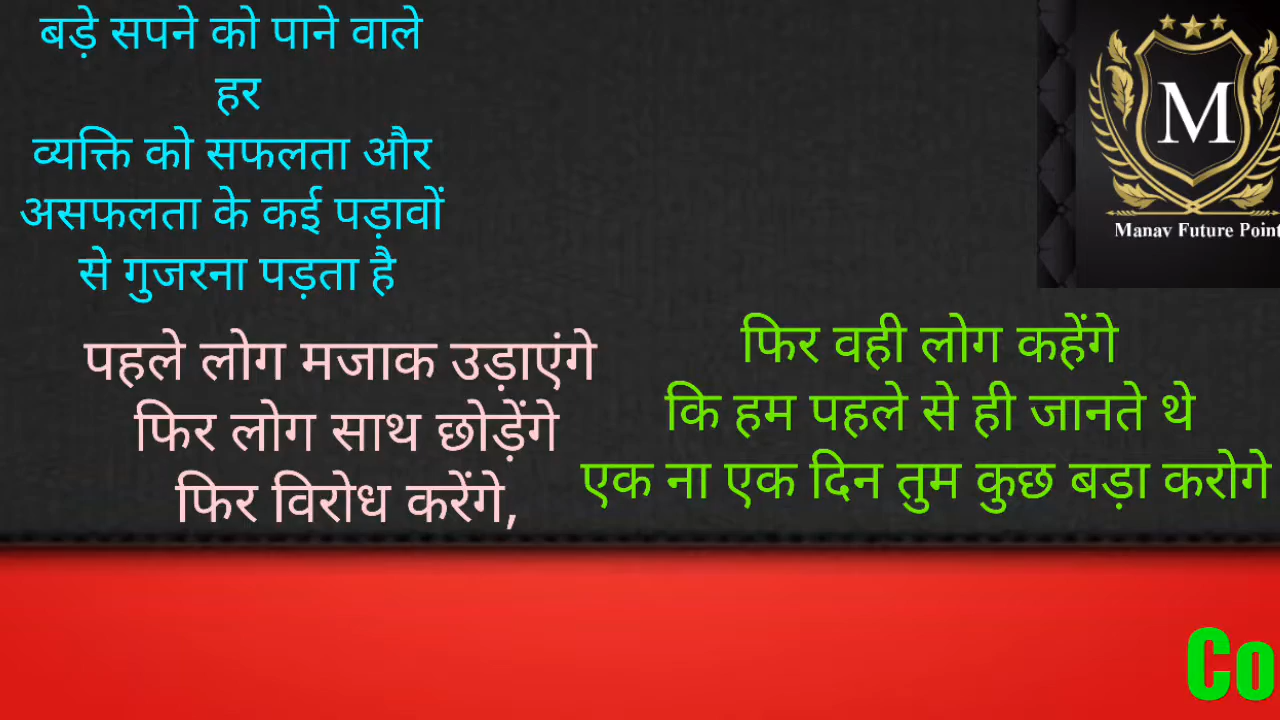 बड़े सपने को पाने वाले
हर
व्यक्ति को सफलता और
असफलता के कई पड़ावों
से गुजरना पड़ता है
M
Manav Future Point
पहले लोग मजाक उड़ाएंगे
फिर लोग साथ छोड़ेंगे
फिर विरोध करेंगे,
फिर वही लोग कहेंगे
कि हम पहले से ही जानते थे
एक ना एक दिन तुम कुछ बड़ा करोगे
Co